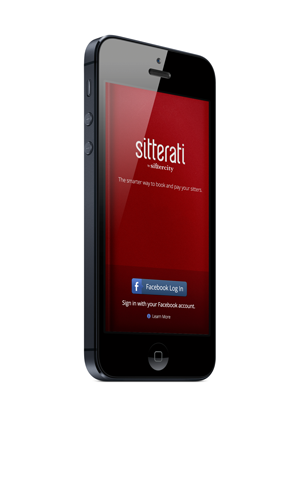 sitterati
by sittercity
The smarter way to book and pay your sitters.
f Facebook Log In
Sign in with your Facebook account.
Learn More